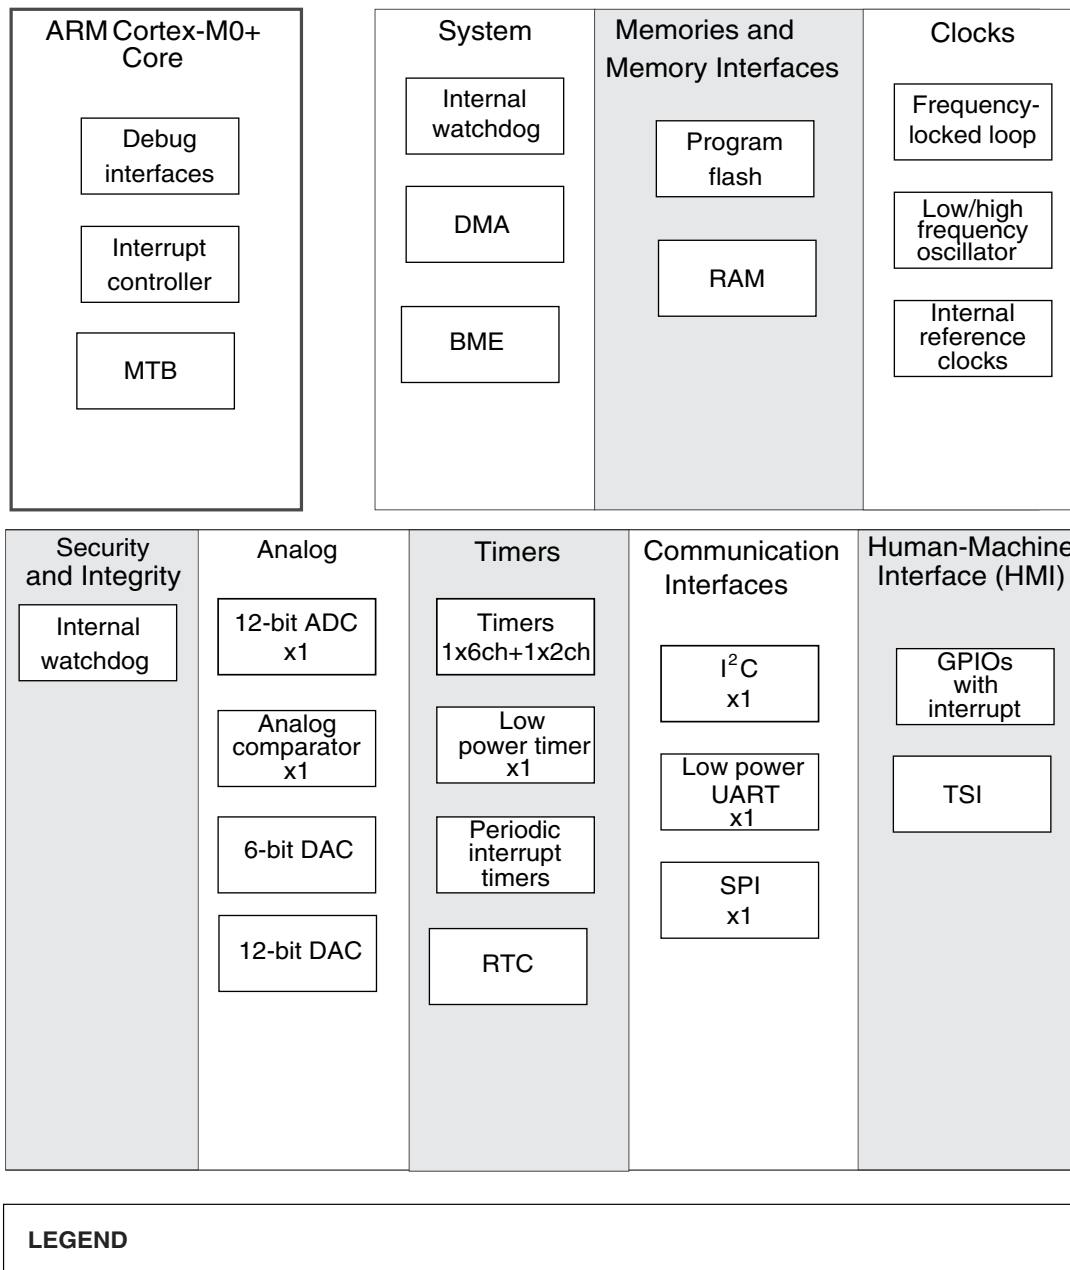 ARM Cortex-M0+
Core
Debug
interfaces
Interrupt
controller
MTB
System
Internal
watchdog
DMA
BME
Memories and
Memory Interfaces
Program
flash
RAM
Clocks
Frequency-
locked loop
Low/high
frequency
oscillator
Internal
reference
clocks
Security
and Integrity
Internal
watchdog
Analog
12-bit ADC
x1
Analog
comparator
x1
6-bit DAC
12-bit DAC
Timers
Timers
1x6ch+1x2ch
Low
power timer
x1
Periodic
interrupt
timers
RTC
Communication
Interfaces
I²C
x1
Low power
UART
x1
SPI
x1
Human-Machine
Interface (HMI)
GPIOs
with
interrupt
TSI
LEGEND